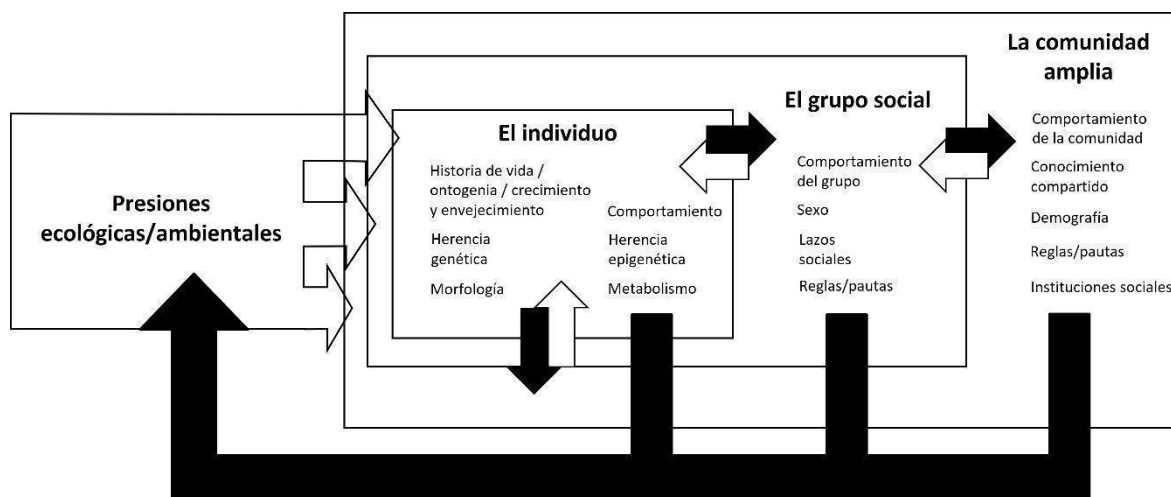 Presiones
ecológicas/ambientales
El individuo
Historia de vida /
ontogenia / crecimiento
y envejecimiento
Herencia
genética
Morfología
Comportamiento
Herencia
epigenética
Metabolismo
El grupo social
Comportamiento
del grupo
Sexo
Lazos
sociales
Reglas/pautas
La comunidad
amplia
Comportamiento
de la comunidad
Conocimiento
compartido
Demografía
Reglas/pautas
Instituciones sociales